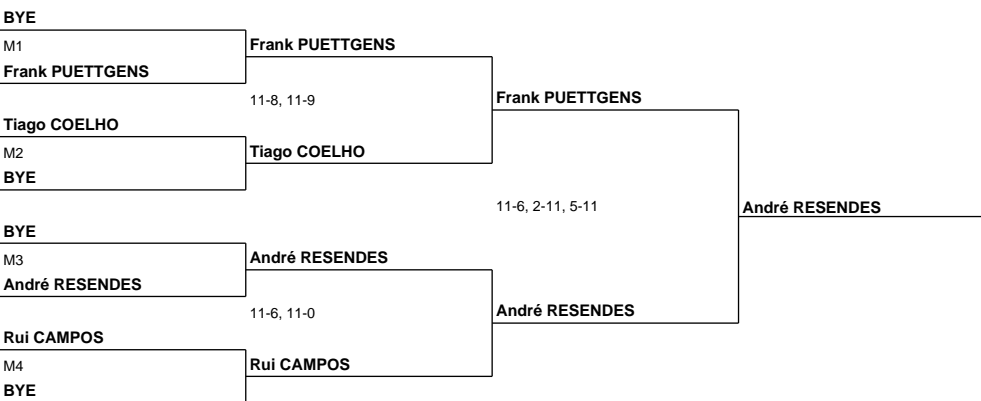 BYE
M1
Frank PUETTGENS
Frank PUETTGENS
11-8, 11-9
Tiago COELHO
M2
BYE
Tiago COELHO
Frank PUETTGENS
11-6, 2-11, 5-11
André RESENDES
BYE
M3
André RESENDES
André RESENDES
11-6, 11-0
Rui CAMPOS
M4
BYE
Rui CAMPOS
André RESENDES